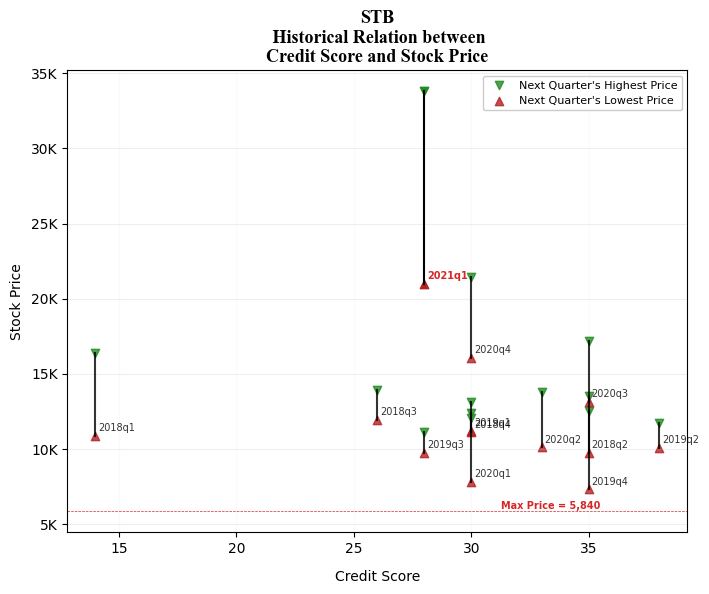 STB
Historical Relation between
Credit Score and Stock Price
35K
Next Quarter's Highest Price
Next Quarter's Lowest Price
30K
25K
2021q1
20K
2020q4
15K
2020q3
2018q3
2018q1
2019q1
2018q4
2020q2
2019q2
2019q3
2018q2
10K
2020q1
2019q4
Max Price = 5,840
5K
15
20
25
30
35
Stock Price
Credit Score